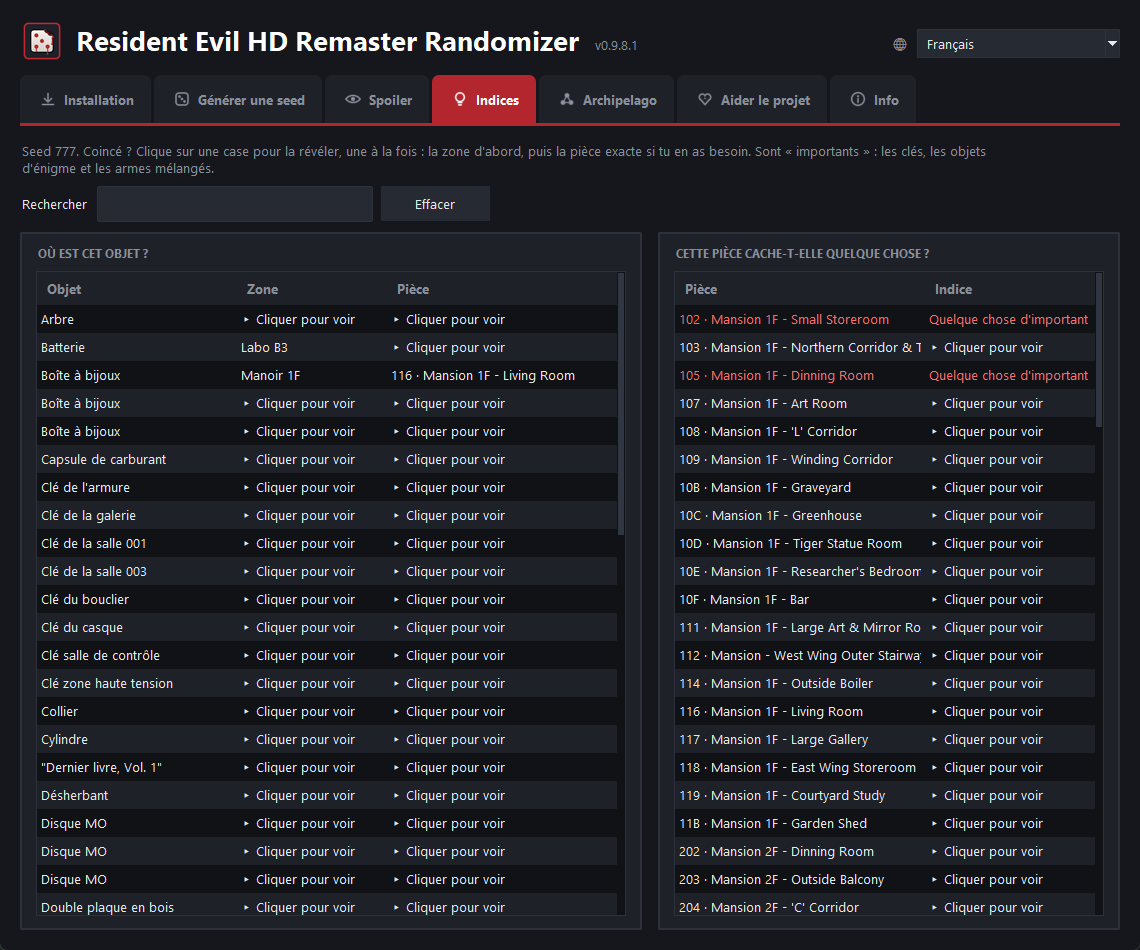 Resident Evil HD Remaster Randomizer v0.9.8.1 Français
Installation Générer une seed Spoiler Indices Archipelago Aider le projet Info
Seed 777. Coincé ? Clique sur une case pour la révéler, une à la fois : la zone d'abord, puis la pièce exacte si tu en as besoin. Sont « importants » : les clés, les objets
d'énigme et les armes mélangés.
Rechercher Effacer
OÙ EST CET OBJET ?
Objet Zone Pièce
Arbre ‣ Cliquer pour voir ‣ Cliquer pour voir
Batterie Labo B3 ‣ Cliquer pour voir
Boîte à bijoux Manoir 1F 116 · Mansion 1F - Living Room
Boîte à bijoux ‣ Cliquer pour voir ‣ Cliquer pour voir
Boîte à bijoux ‣ Cliquer pour voir ‣ Cliquer pour voir
Capsule de carburant ‣ Cliquer pour voir ‣ Cliquer pour voir
Clé de l'armure ‣ Cliquer pour voir ‣ Cliquer pour voir
Clé de la galerie ‣ Cliquer pour voir ‣ Cliquer pour voir
Clé de la salle 001 ‣ Cliquer pour voir ‣ Cliquer pour voir
Clé de la salle 003 ‣ Cliquer pour voir ‣ Cliquer pour voir
Clé du bouclier ‣ Cliquer pour voir ‣ Cliquer pour voir
Clé du casque ‣ Cliquer pour voir ‣ Cliquer pour voir
Clé salle de contrôle ‣ Cliquer pour voir ‣ Cliquer pour voir
Clé zone haute tension ‣ Cliquer pour voir ‣ Cliquer pour voir
Collier ‣ Cliquer pour voir ‣ Cliquer pour voir
Cylindre ‣ Cliquer pour voir ‣ Cliquer pour voir
"Dernier livre, Vol. 1" ‣ Cliquer pour voir ‣ Cliquer pour voir
Désherbant ‣ Cliquer pour voir ‣ Cliquer pour voir
Disque MO ‣ Cliquer pour voir ‣ Cliquer pour voir
Disque MO ‣ Cliquer pour voir ‣ Cliquer pour voir
Disque MO ‣ Cliquer pour voir ‣ Cliquer pour voir
Double plaque en bois ‣ Cliquer pour voir ‣ Cliquer pour voir
CETTE PIÈCE CACHE-T-ELLE QUELQUE CHOSE ?
Pièce Indice
102 · Mansion 1F - Small Storeroom Quelque chose d'important
103 · Mansion 1F - Northern Corridor & T ‣ Cliquer pour voir
105 · Mansion 1F - Dinning Room Quelque chose d'important
107 · Mansion 1F - Art Room ‣ Cliquer pour voir
108 · Mansion 1F - 'L' Corridor ‣ Cliquer pour voir
109 · Mansion 1F - Winding Corridor ‣ Cliquer pour voir
10B · Mansion 1F - Graveyard ‣ Cliquer pour voir
10C · Mansion 1F - Greenhouse ‣ Cliquer pour voir
10D · Mansion 1F - Tiger Statue Room ‣ Cliquer pour voir
10E · Mansion 1F - Researcher's Bedroom ‣ Cliquer pour voir
10F · Mansion 1F - Bar ‣ Cliquer pour voir
111 · Mansion 1F - Large Art & Mirror Ro ‣ Cliquer pour voir
112 · Mansion - West Wing Outer Stairway ‣ Cliquer pour voir
114 · Mansion 1F - Outside Boiler ‣ Cliquer pour voir
116 · Mansion 1F - Living Room ‣ Cliquer pour voir
117 · Mansion 1F - Large Gallery ‣ Cliquer pour voir
118 · Mansion 1F - East Wing Storeroom ‣ Cliquer pour voir
119 · Mansion 1F - Courtyard Study ‣ Cliquer pour voir
11B · Mansion 1F - Garden Shed ‣ Cliquer pour voir
202 · Mansion 2F - Dinning Room ‣ Cliquer pour voir
203 · Mansion 2F - Outside Balcony ‣ Cliquer pour voir
204 · Mansion 2F - 'C' Corridor ‣ Cliquer pour voir